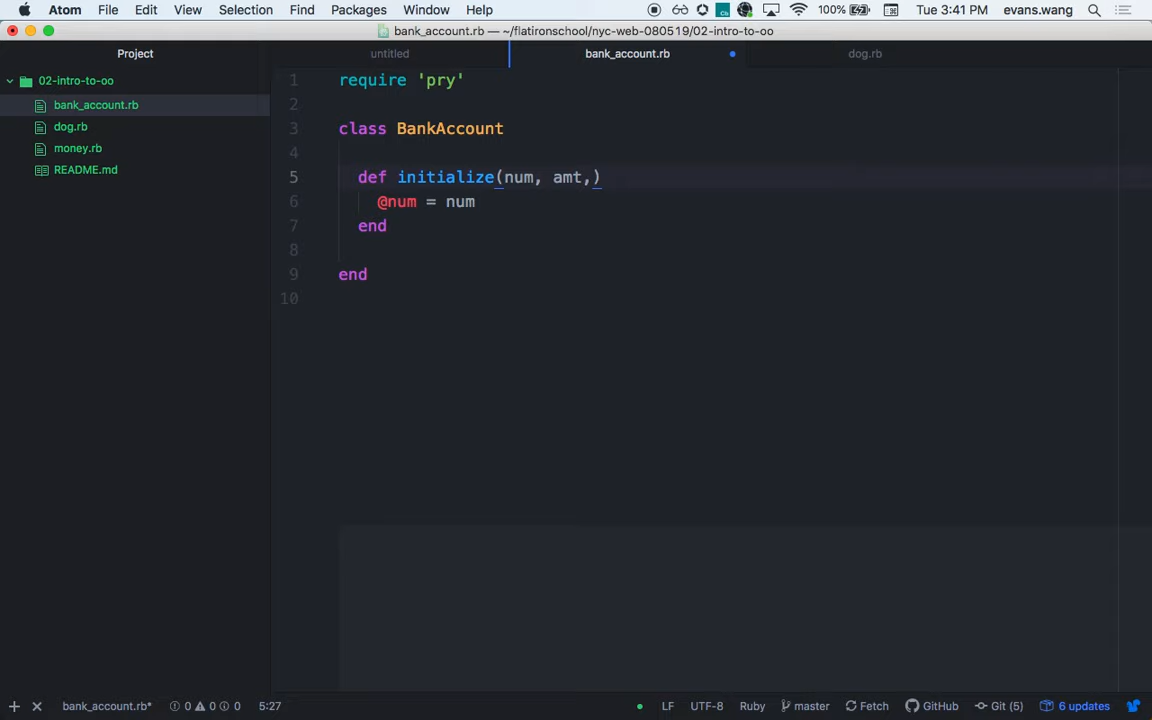 Atom File Edit View Selection Find Packages Window Help 100% Tue 3:41 PM evans.wang
bank_account.rb — ~/flatironschool/nyc-web-080519/02-intro-to-oo
Project untitled bank_account.rb dog.rb
02-intro-to-oo
bank_account.rb
dog.rb
money.rb
README.md
1 require 'pry'
2
3 class BankAccount
4
5 def initialize(num, amt,)
6 @num = num
7 end
8
9 end
10
bank_account.rb* 0 0 0 5:27 LF UTF-8 Ruby master Fetch GitHub Git (5) 6 updates